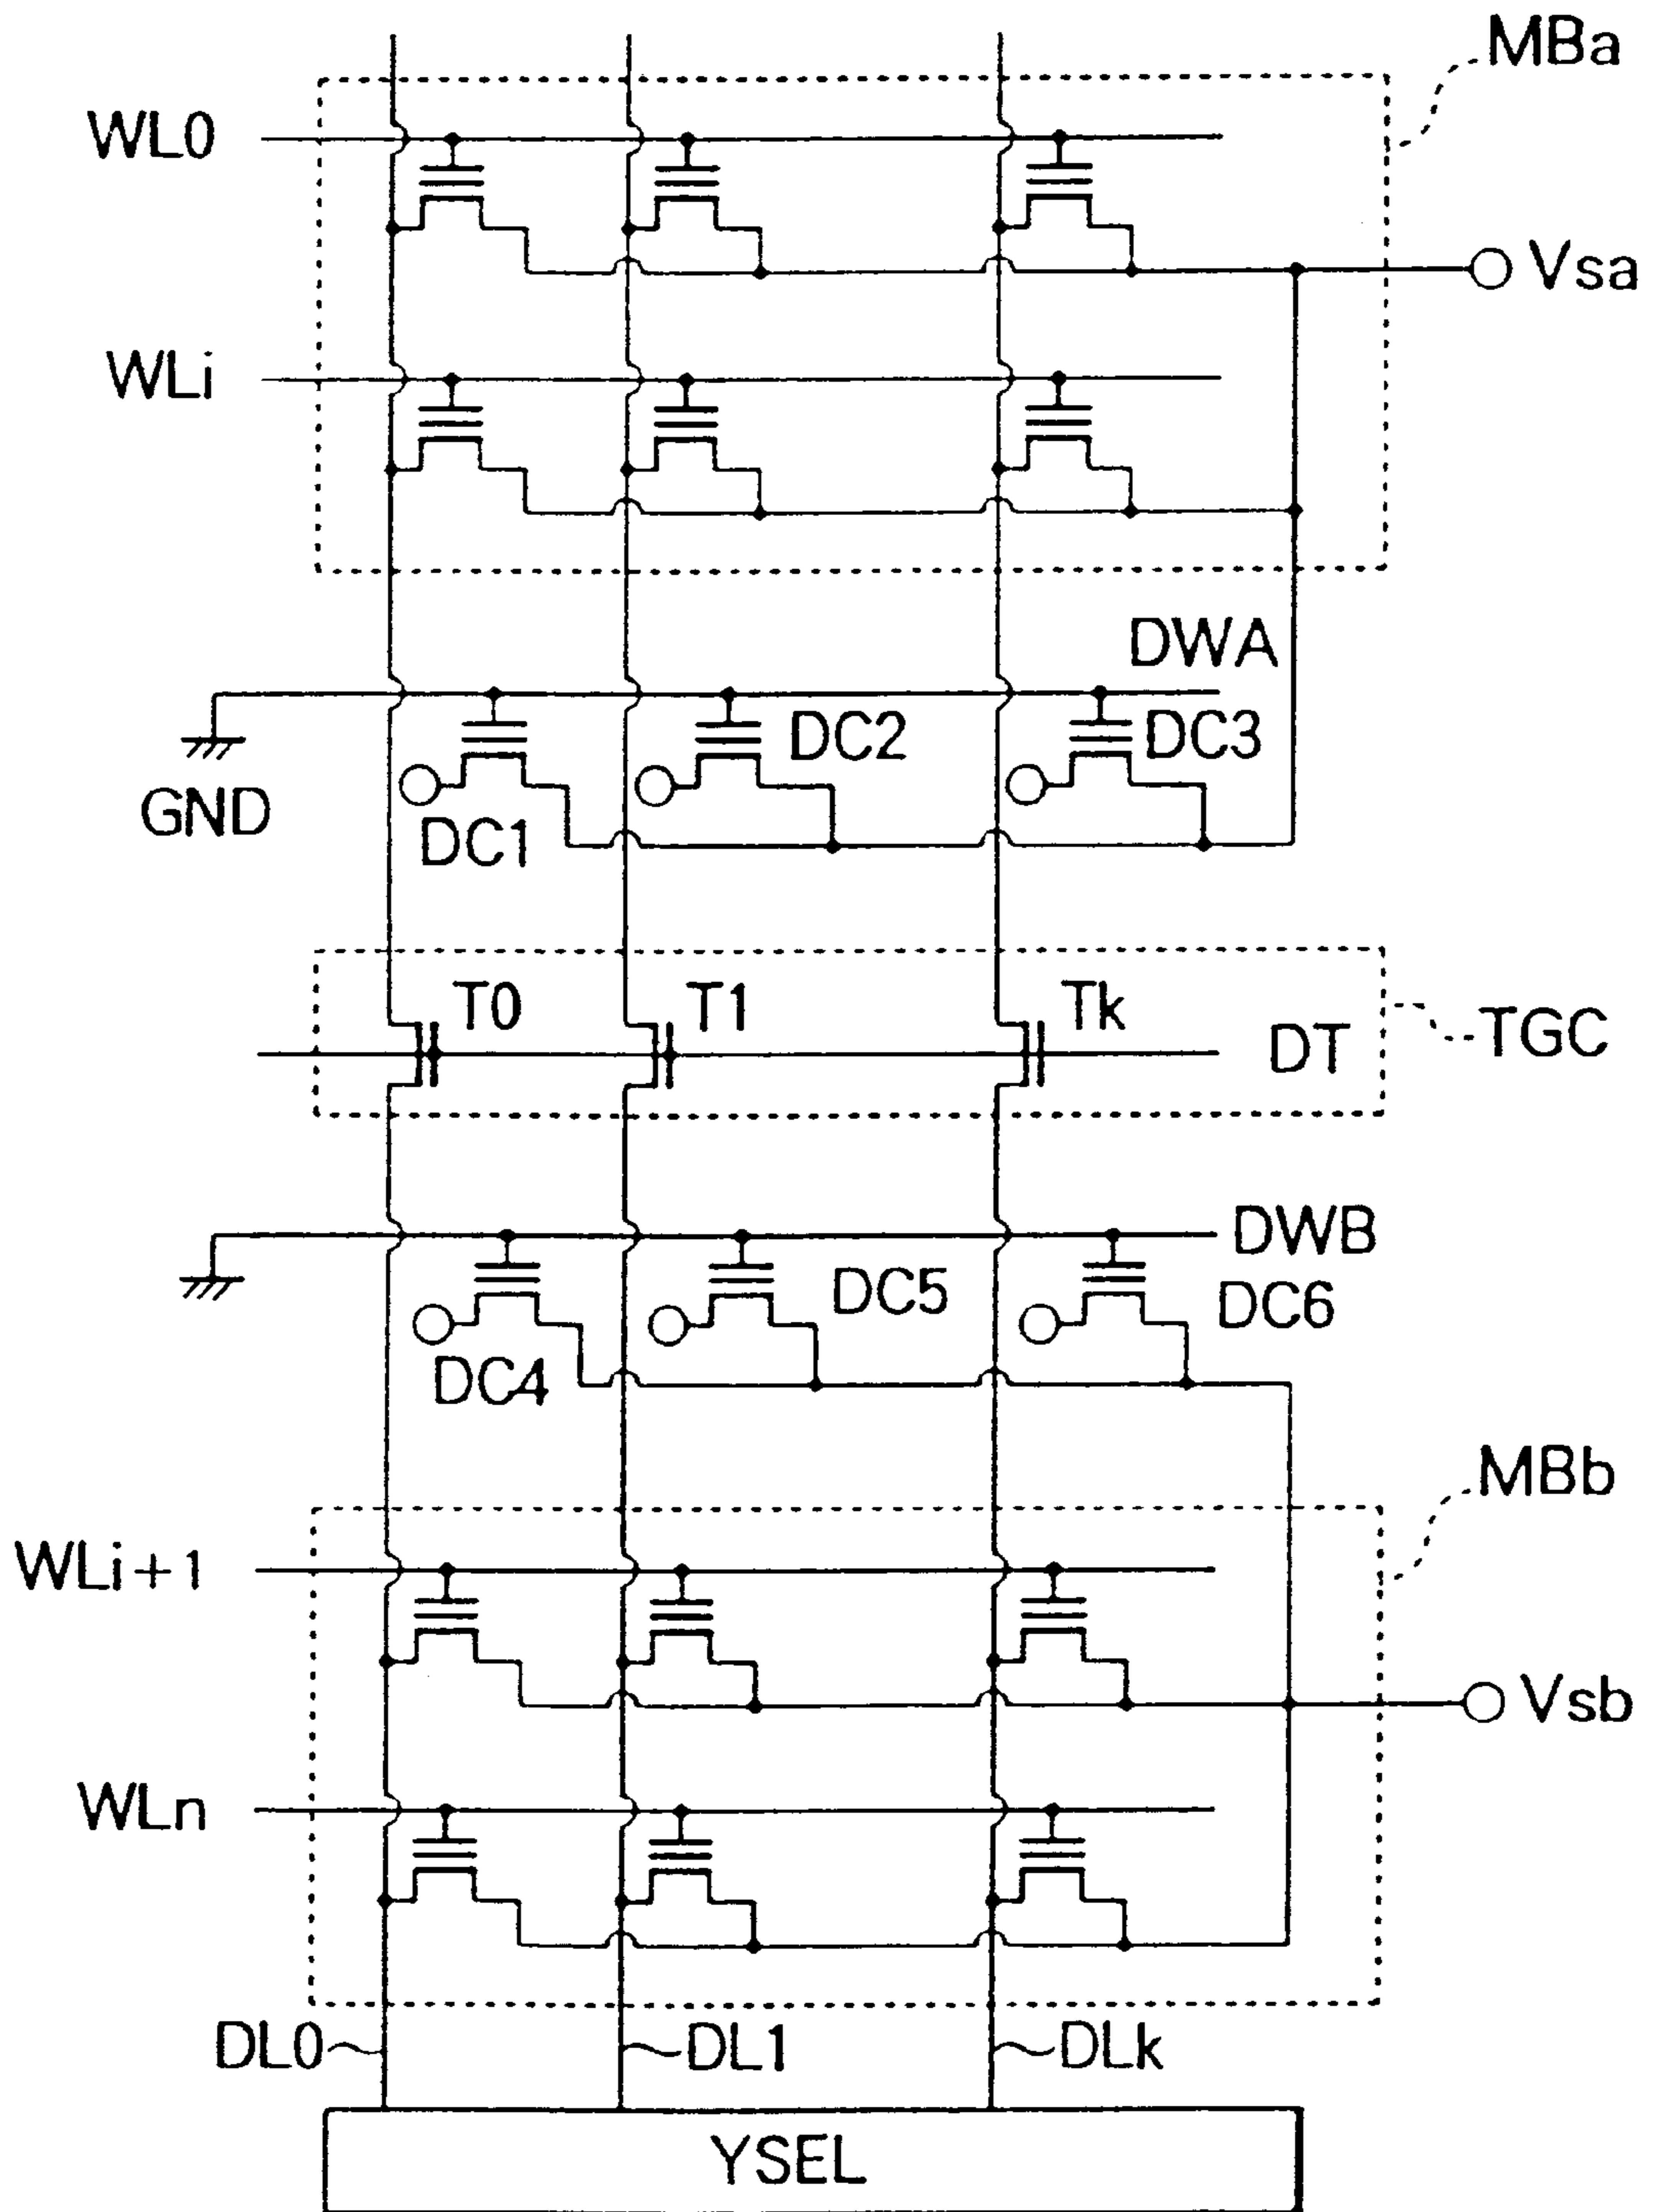 MBa
WL0
Vsa
WLi
DWA
DC2
DC3
GND
DC1
T0
T1
Tk
DT
TGC
DWB
DC5
DC6
DC4
MBb
WLi+1
Vsb
WLn
DL0
DL1
DLk
YSEL